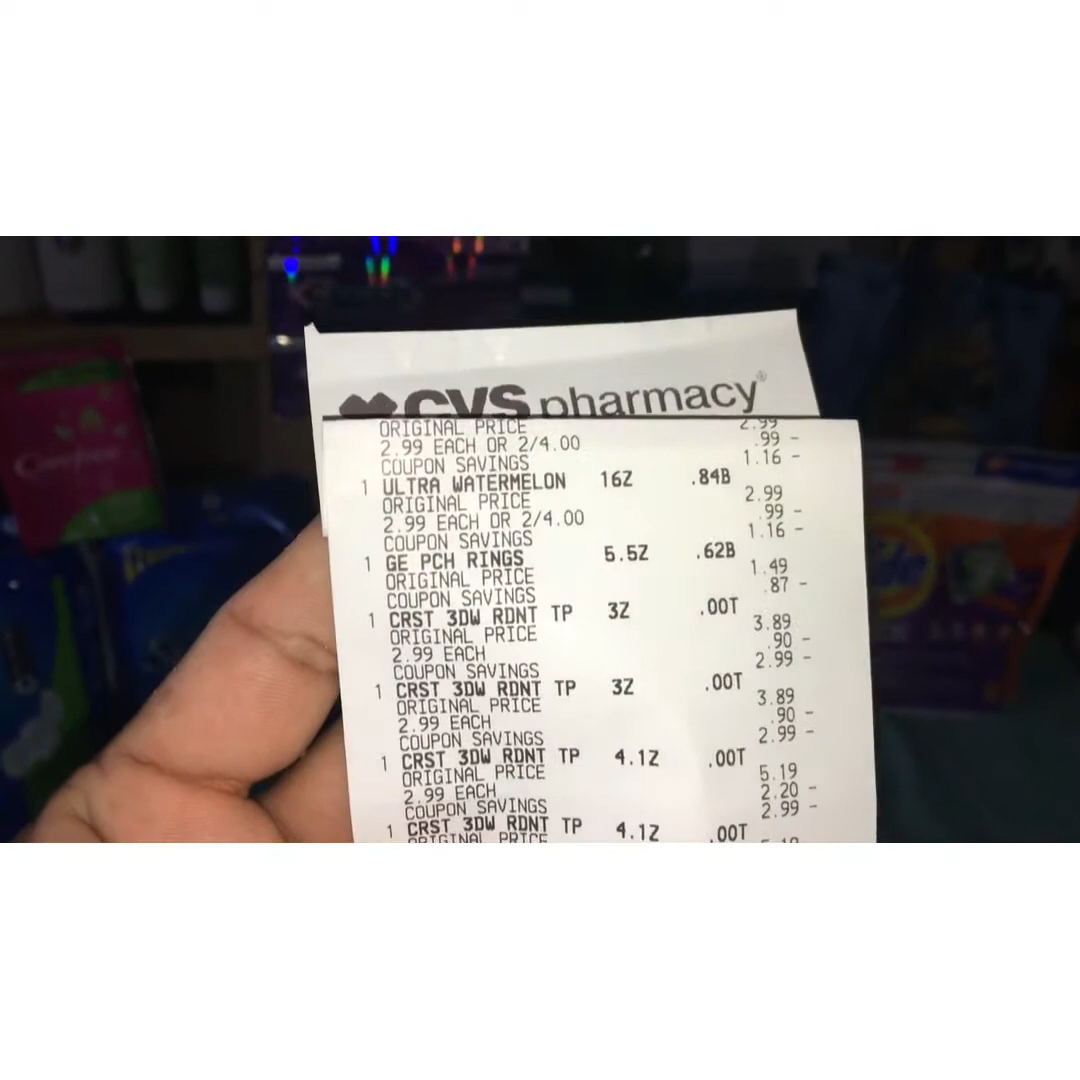 CVS pharmacy®
ORIGINAL PRICE 2.99
2.99 EACH OR 2/4.00 .99 -
COUPON SAVINGS 1.16 -
1 ULTRA WATERMELON 16Z .84B
ORIGINAL PRICE 2.99
2.99 EACH OR 2/4.00 .99 -
COUPON SAVINGS 1.16 -
1 GE PCH RINGS 5.5Z .62B
ORIGINAL PRICE 1.49
COUPON SAVINGS .87 -
1 CRST 3DW RDNT TP 3Z .00T
ORIGINAL PRICE 3.89
2.99 EACH .90 -
COUPON SAVINGS 2.99 -
1 CRST 3DW RDNT TP 3Z .00T
ORIGINAL PRICE 3.89
2.99 EACH .90 -
COUPON SAVINGS 2.99 -
1 CRST 3DW RDNT TP 4.1Z .00T
ORIGINAL PRICE 5.19
2.99 EACH 2.20 -
COUPON SAVINGS 2.99 -
1 CRST 3DW RDNT TP 4.1Z .00T
ORIGINAL PRICE
Carefree
Tide